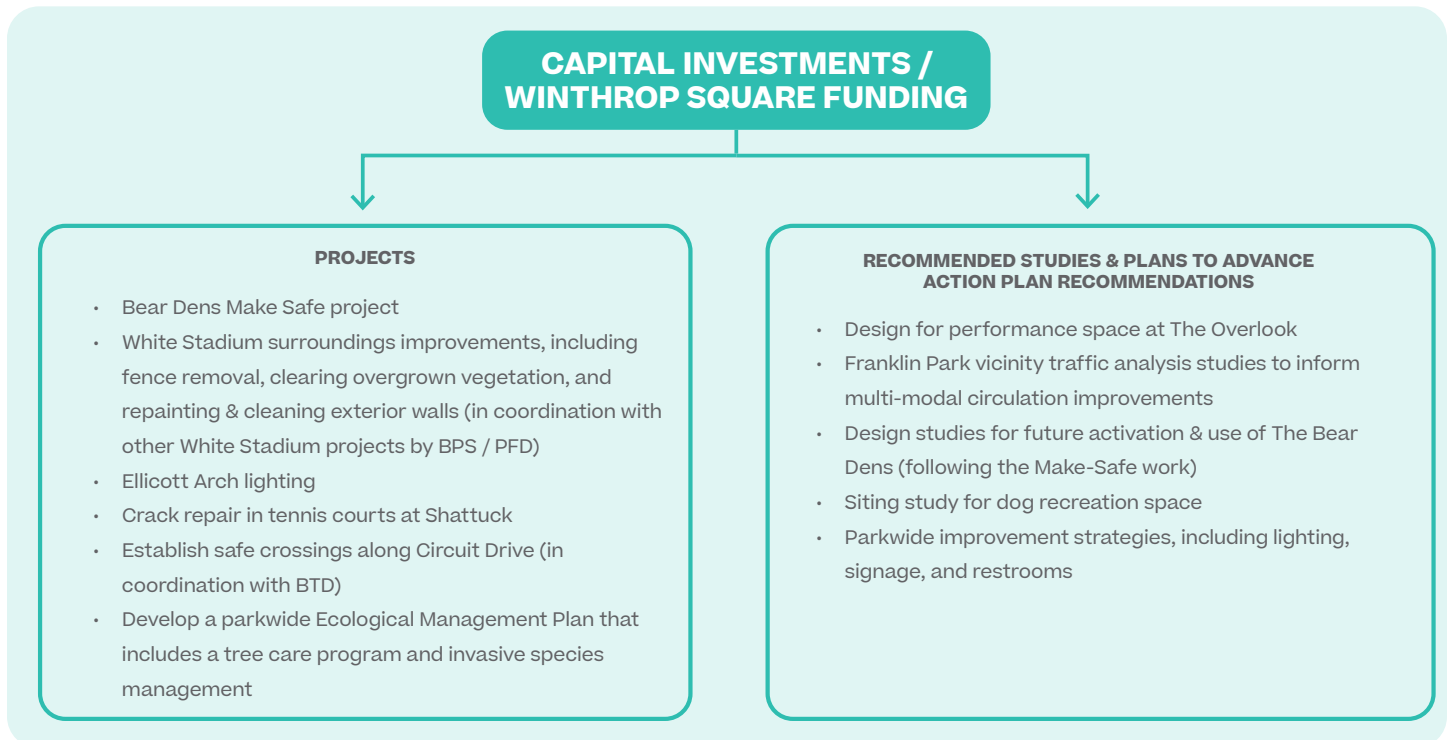 CAPITAL INVESTMENTS /
WINTHROP SQUARE FUNDING
PROJECTS
• Bear Dens Make Safe project
• White Stadium surroundings improvements, including
fence removal, clearing overgrown vegetation, and
repainting & cleaning exterior walls (in coordination with
other White Stadium projects by BPS / PFD)
• Ellicott Arch lighting
• Crack repair in tennis courts at Shattuck
• Establish safe crossings along Circuit Drive (in
coordination with BTD)
• Develop a parkwide Ecological Management Plan that
includes a tree care program and invasive species
management
RECOMMENDED STUDIES & PLANS TO ADVANCE
ACTION PLAN RECOMMENDATIONS
• Design for performance space at The Overlook
• Franklin Park vicinity traffic analysis studies to inform
multi-modal circulation improvements
• Design studies for future activation & use of The Bear
Dens (following the Make-Safe work)
• Siting study for dog recreation space
• Parkwide improvement strategies, including lighting,
signage, and restrooms